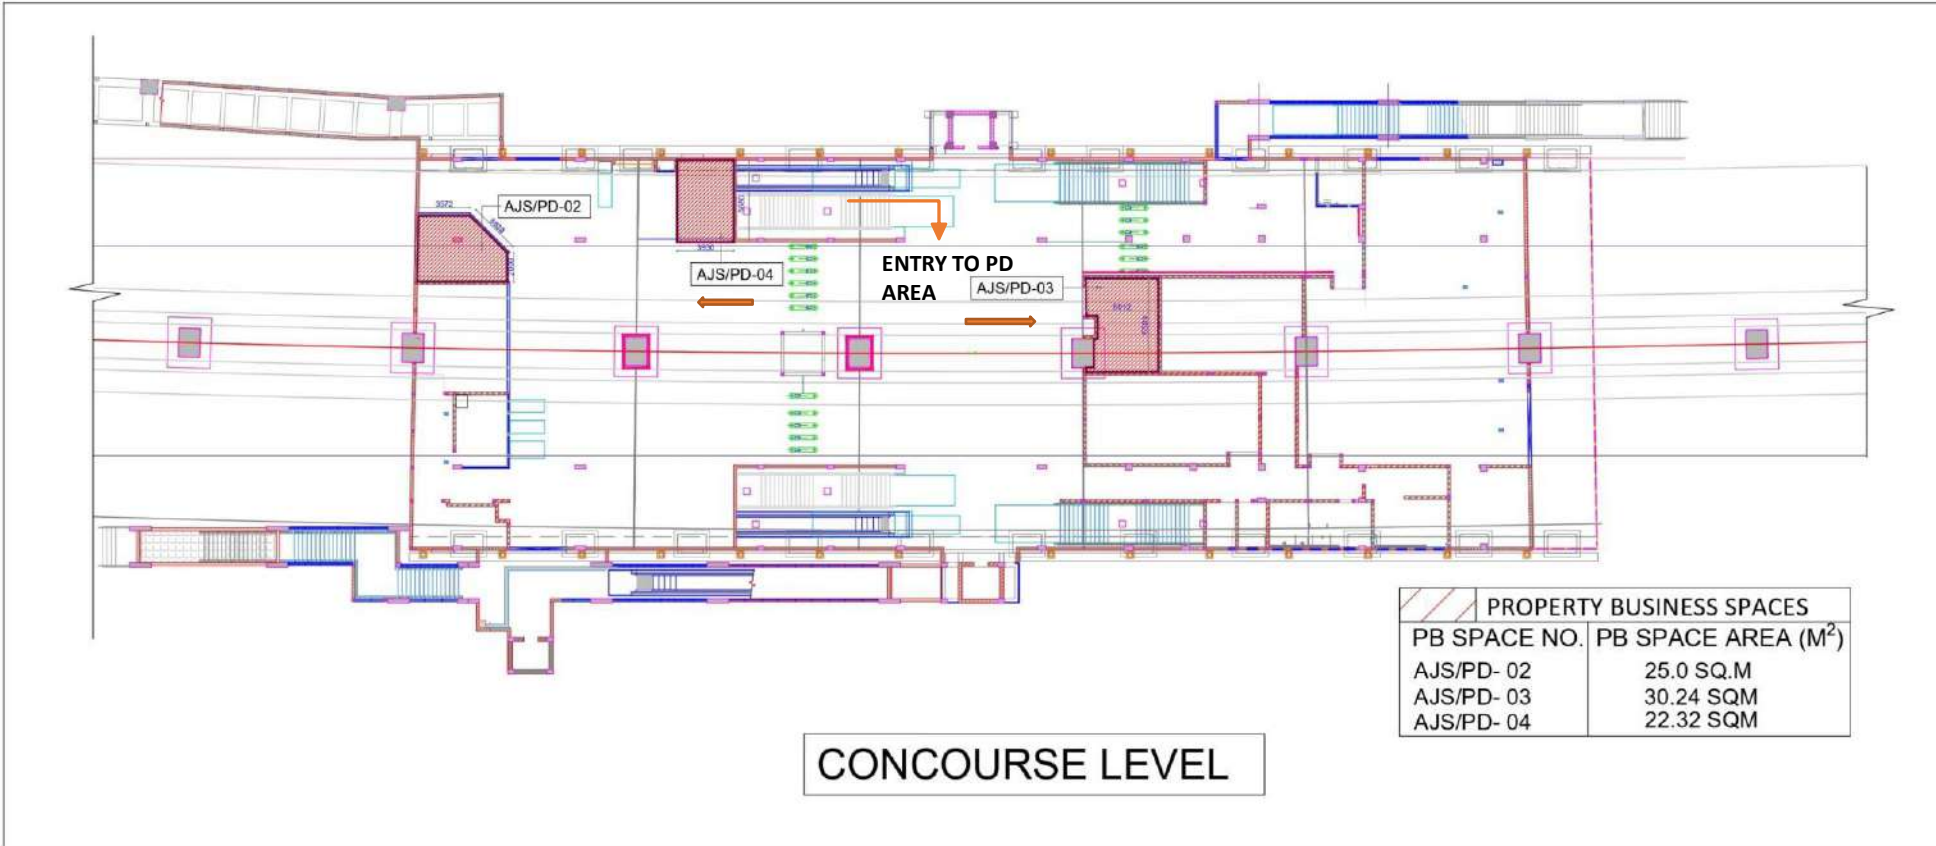 3572
AJS/PD-02
AJS/PD-04
ENTRY TO PD
AREA
AJS/PD-03
PROPERTY BUSINESS SPACES
PB SPACE NO. PB SPACE AREA (M²)
AJS/PD- 02 25.0 SQ.M
AJS/PD- 03 30.24 SQM
AJS/PD- 04 22.32 SQM
CONCOURSE LEVEL